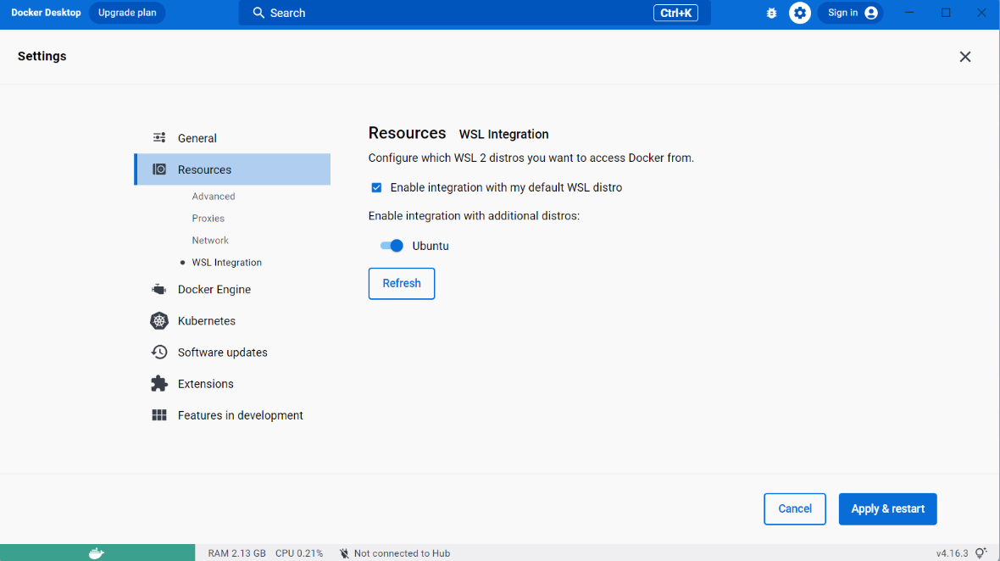 Docker Desktop Upgrade plan Search Ctrl+K Sign in
Settings
General
Resources
Advanced
Proxies
Network
WSL Integration
Docker Engine
Kubernetes
Software updates
Extensions
Features in development
Resources WSL Integration
Configure which WSL 2 distros you want to access Docker from.
Enable integration with my default WSL distro
Enable integration with additional distros:
Ubuntu
Refresh
Cancel Apply & restart
RAM 2.13 GB CPU 0.21% Not connected to Hub v4.16.3